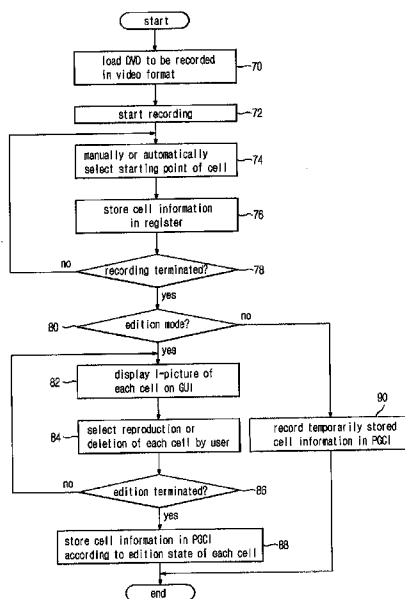 start
load DVD to be recorded
in video format
70
start recording
72
manually or automatically
select starting point of cell
74
store cell information
in register
76
no
recording terminated?
78
yes
80
edition mode?
no
yes
82
display I-picture of
each cell on GUI
90
record temporarily stored
cell information in PGCI
84
select reproduction or
deletion of each cell by user
no
edition terminated?
86
yes
store cell information in PGCI
according to edition state of each cell
88
end